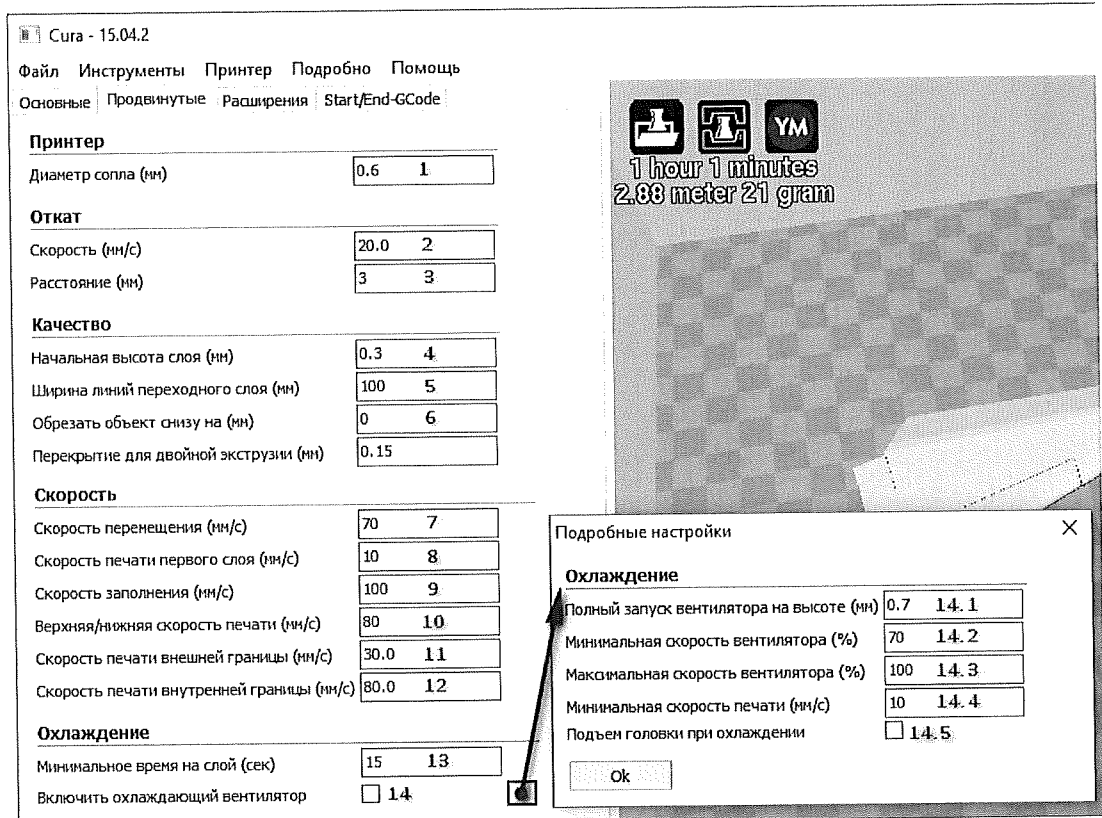 Cura - 15.04.2
Файл Инструменты Принтер Подробно Помощь
Основные Продвинутые Расширения Start/End-GCode
Принтер
Диаметр сопла (мм) 0.6 1
Откат
Скорость (мм/с) 20.0 2
Расстояние (мм) 3 3
Качество
Начальная высота слоя (мм) 0.3 4
Ширина линий переходного слоя (мм) 100 5
Обрезать объект снизу на (мм) 0 6
Перекрытие для двойной экструзии (мм) 0.15
Скорость
Скорость перемещения (мм/с) 70 7
Скорость печати первого слоя (мм/с) 10 8
Скорость заполнения (мм/с) 100 9
Верхняя/нижняя скорость печати (мм/с) 80 10
Скорость печати внешней границы (мм/с) 30.0 11
Скорость печати внутренней границы (мм/с) 80.0 12
Охлаждение
Минимальное время на слой (сек) 15 13
Включить охлаждающий вентилятор 14
YM
1 hour 1 minutes
2.88 meter 21 gram
Подробные настройки
Охлаждение
Полный запуск вентилятора на высоте (мм) 0.7 14.1
Минимальная скорость вентилятора (%) 70 14.2
Максимальная скорость вентилятора (%) 100 14.3
Минимальная скорость печати (мм/с) 10 14.4
Подъем головки при охлаждении 14.5
Ok